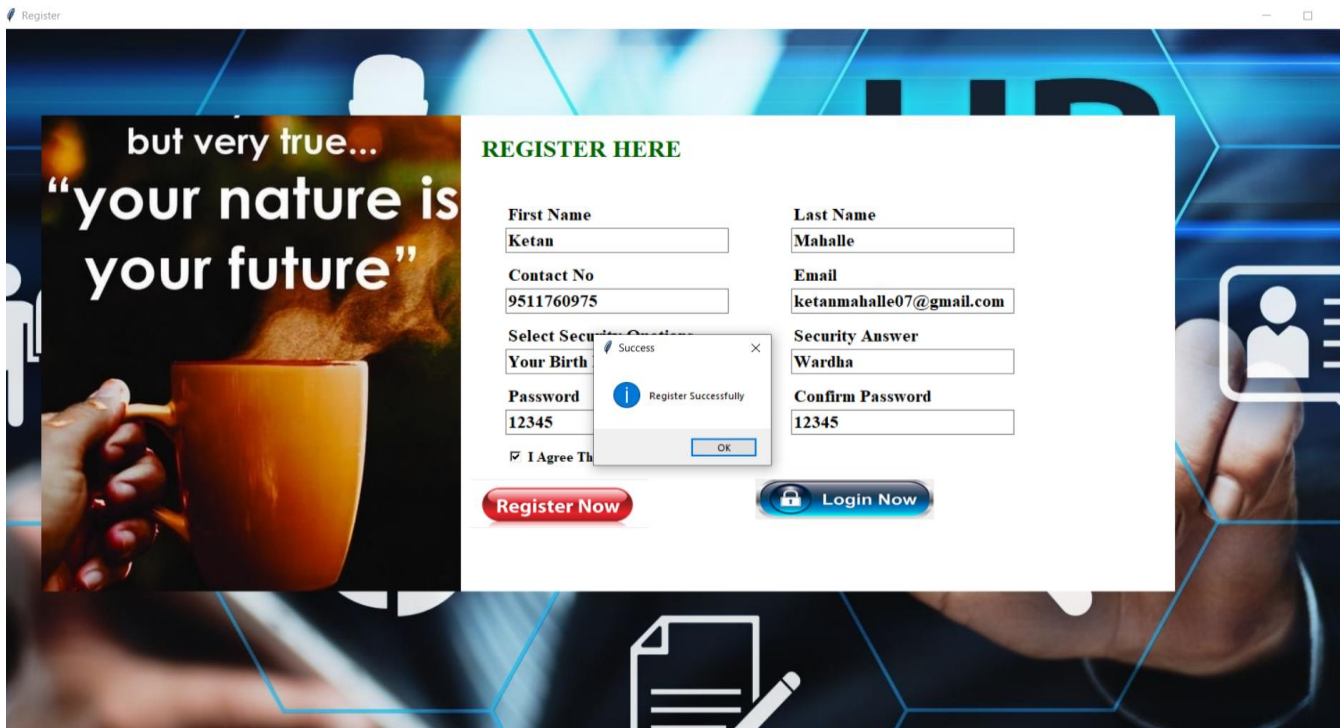 Register
but very true...
“your nature is
your future”
REGISTER HERE
First Name
Last Name
Ketan
Mahalle
Contact No
Email
9511760975
ketanmahalle07@gmail.com
Select
Security Answer
Your Birth
Wardha
Password
Confirm Password
12345
12345
I Agree
Success
Register Successfully
OK
Register Now
Login Now